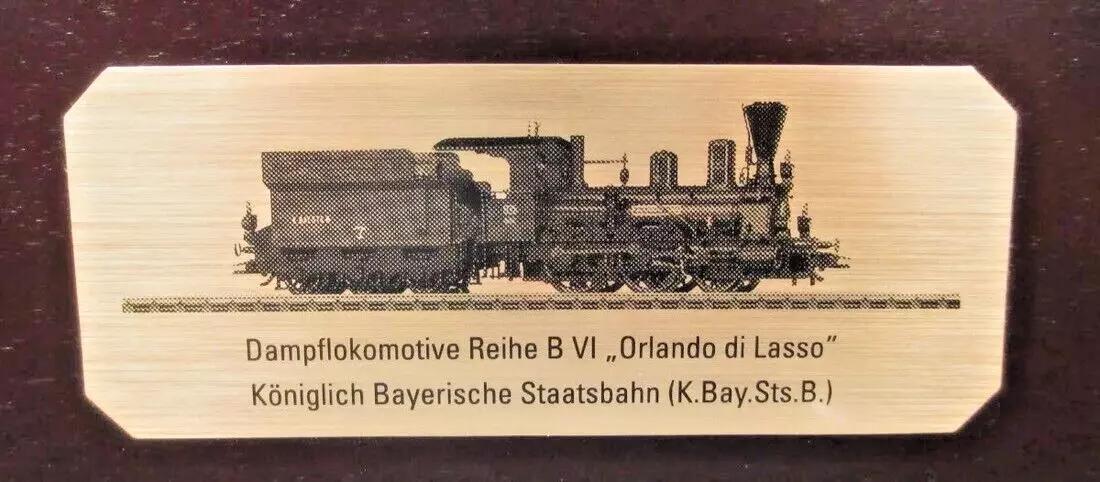 Dampflokomotive Reihe B VI „Orlando di Lasso”
Königlich Bayerische Staatsbahn (K.Bay.Sts.B.)